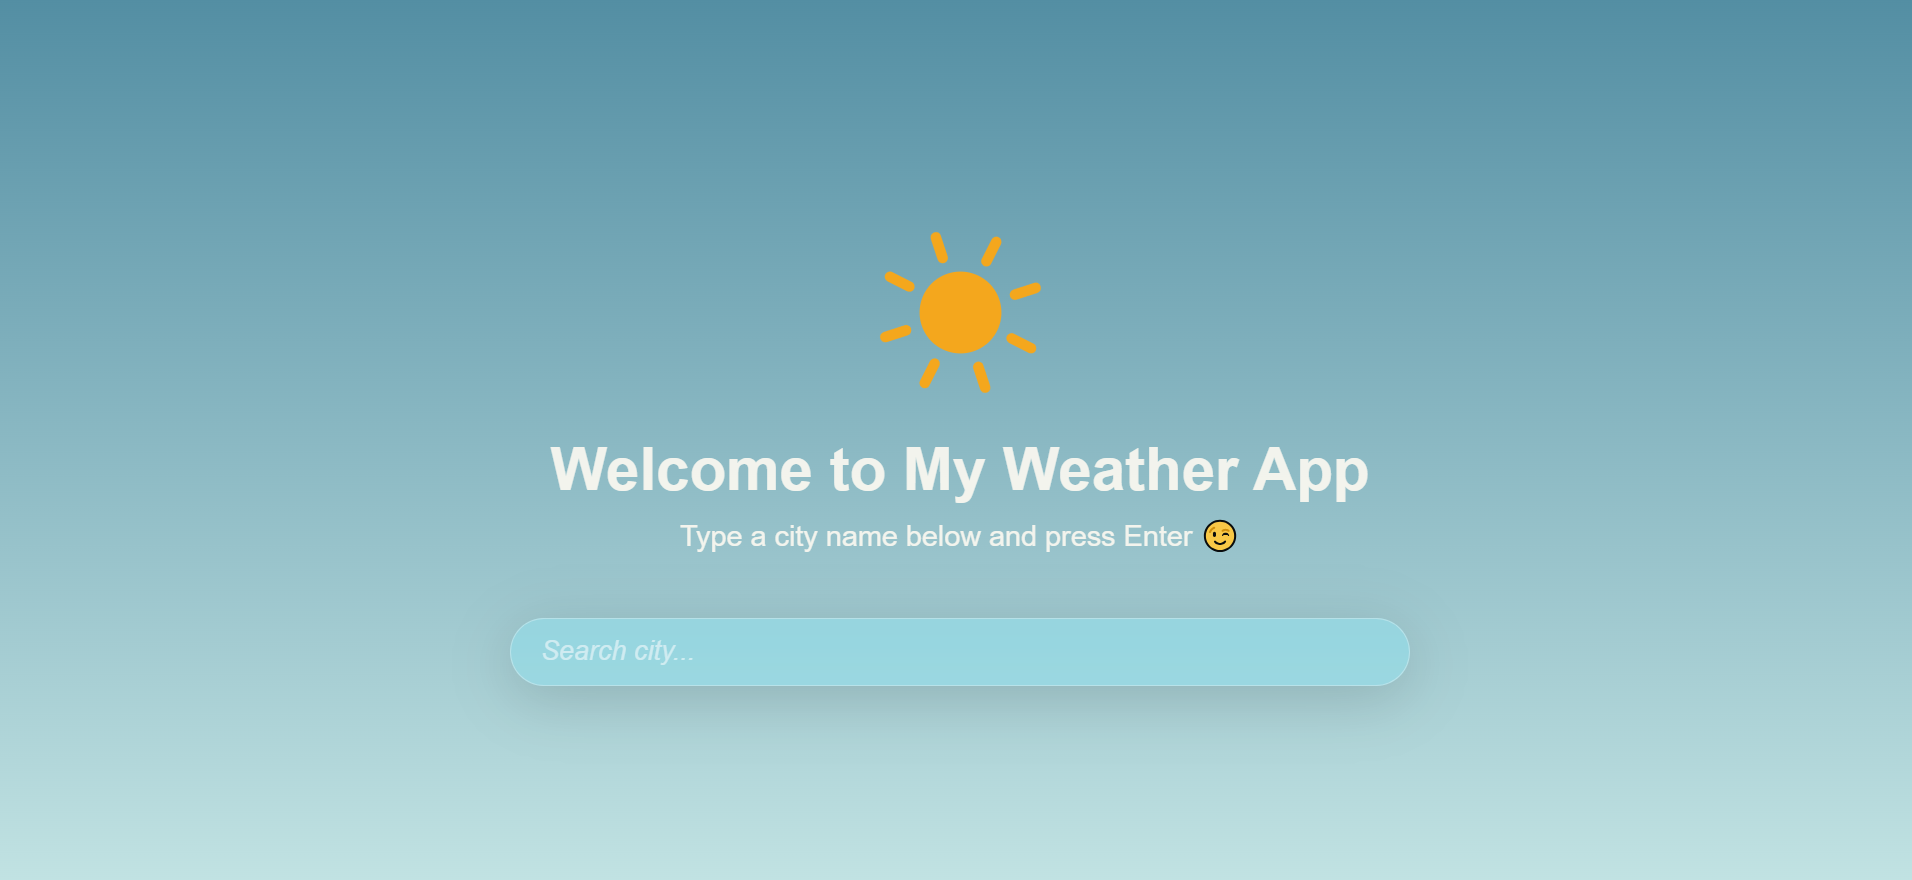 Welcome to My Weather App
Type a city name below and press Enter 😉
Search city...